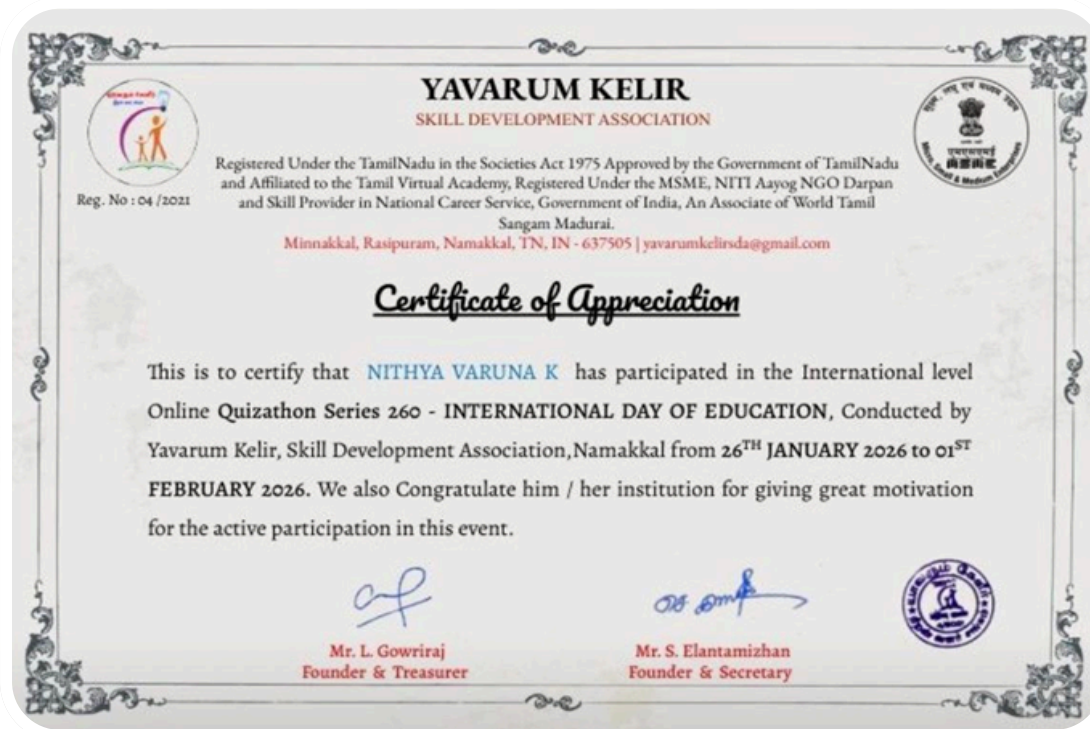 YAVARUM KELIR
SKILL DEVELOPMENT ASSOCIATION
Registered Under the TamilNadu in the Societies Act 1975 Approved by the Government of TamilNadu
and Affiliated to the Tamil Virtual Academy, Registered Under the MSME, NITI Aayog NGO Darpan
and Skill Provider in National Career Service, Government of India, An Associate of World Tamil
Sangam Madurai.
Reg. No : 04 /2021
Micro, Small & Medium Enterprises
Minnakkal, Rasipuram, Namakkal, TN, IN - 637505 | yavarumkelirsda@gmail.com
Certificate of Appreciation
This is to certify that NITHYA VARUNA K has participated in the International level
Online Quizathon Series 260 - INTERNATIONAL DAY OF EDUCATION, Conducted by
Yavarum Kelir, Skill Development Association,Namakkal from 26TH JANUARY 2026 to 01ST
FEBRUARY 2026. We also Congratulate him / her institution for giving great motivation
for the active participation in this event.
Mr. L. Gowriraj
Founder & Treasurer
Mr. S. Elantamizhan
Founder & Secretary